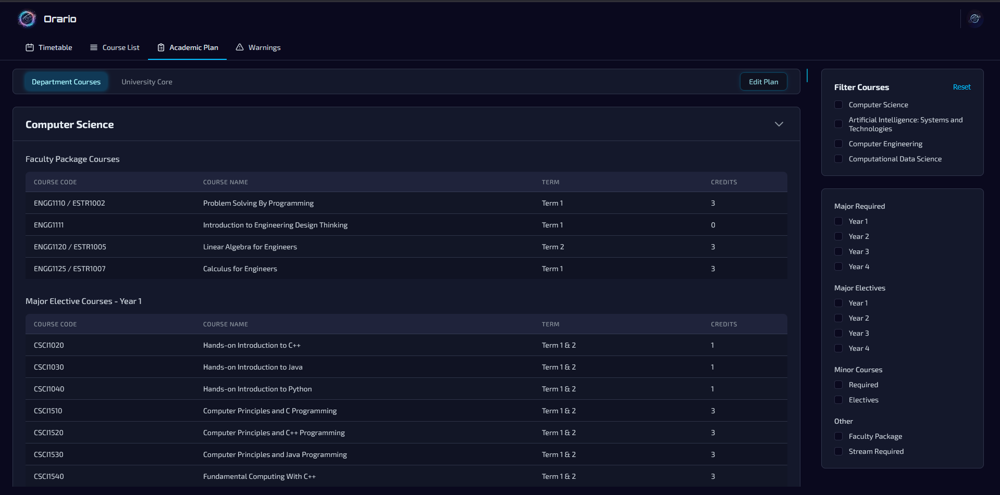 Orario
Timetable
Course List
Academic Plan
Warnings
Department Courses
University Core
Edit Plan
Computer Science
Faculty Package Courses
COURSE CODE COURSE NAME TERM CREDITS
ENGG1110 / ESTR1002 Problem Solving By Programming Term 1 3
ENGG1111 Introduction to Engineering Design Thinking Term 1 0
ENGG1120 / ESTR1005 Linear Algebra for Engineers Term 2 3
ENGG1125 / ESTR1007 Calculus for Engineers Term 1 3
Major Elective Courses - Year 1
COURSE CODE COURSE NAME TERM CREDITS
CSCI1020 Hands-on Introduction to C++ Term 1 & 2 1
CSCI1030 Hands-on Introduction to Java Term 1 & 2 1
CSCI1040 Hands-on Introduction to Python Term 1 & 2 1
CSCI1510 Computer Principles and C Programming Term 1 & 2 3
CSCI1520 Computer Principles and C++ Programming Term 1 & 2 3
CSCI1530 Computer Principles and Java Programming Term 1 & 2 3
CSCI1540 Fundamental Computing With C++ Term 1 & 2 3
Filter Courses Reset
Computer Science
Artificial Intelligence: Systems and
Technologies
Computer Engineering
Computational Data Science
Major Required
Year 1
Year 2
Year 3
Year 4
Major Electives
Year 1
Year 2
Year 3
Year 4
Minor Courses
Required
Electives
Other
Faculty Package
Stream Required